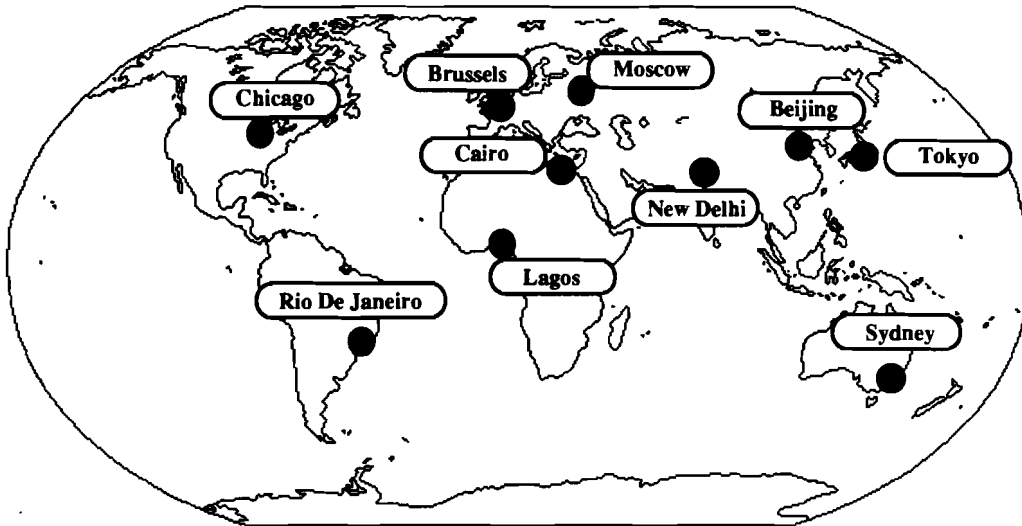 Brussels
Moscow
Chicago
Beijing
Cairo
Tokyo
New Delhi
Lagos
Rio De Janeiro
Sydney